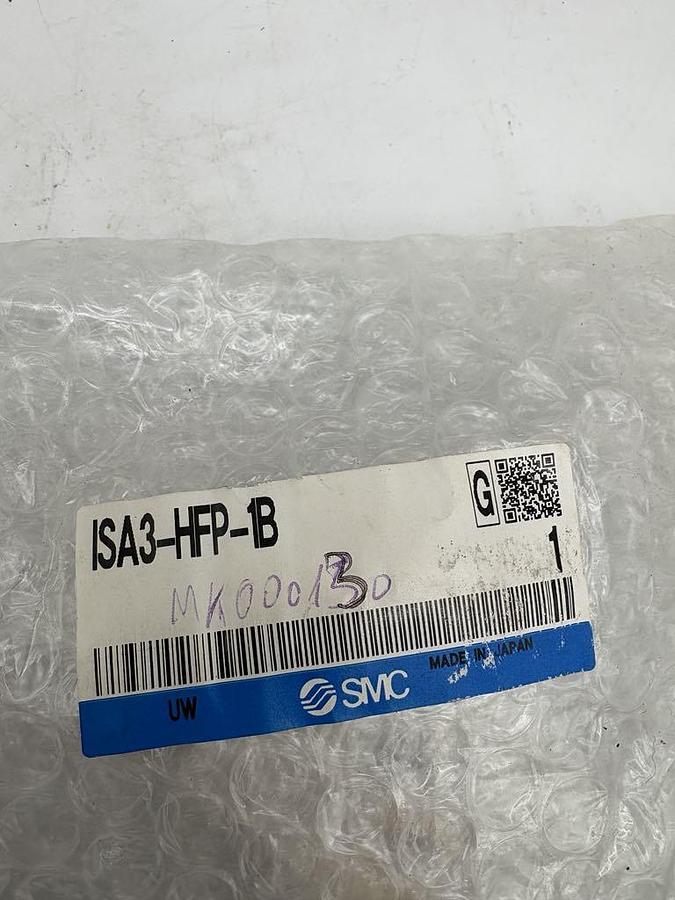 G
ISA3-HFP-1B
1
MK000130
MADE IN JAPAN
UW
SMC